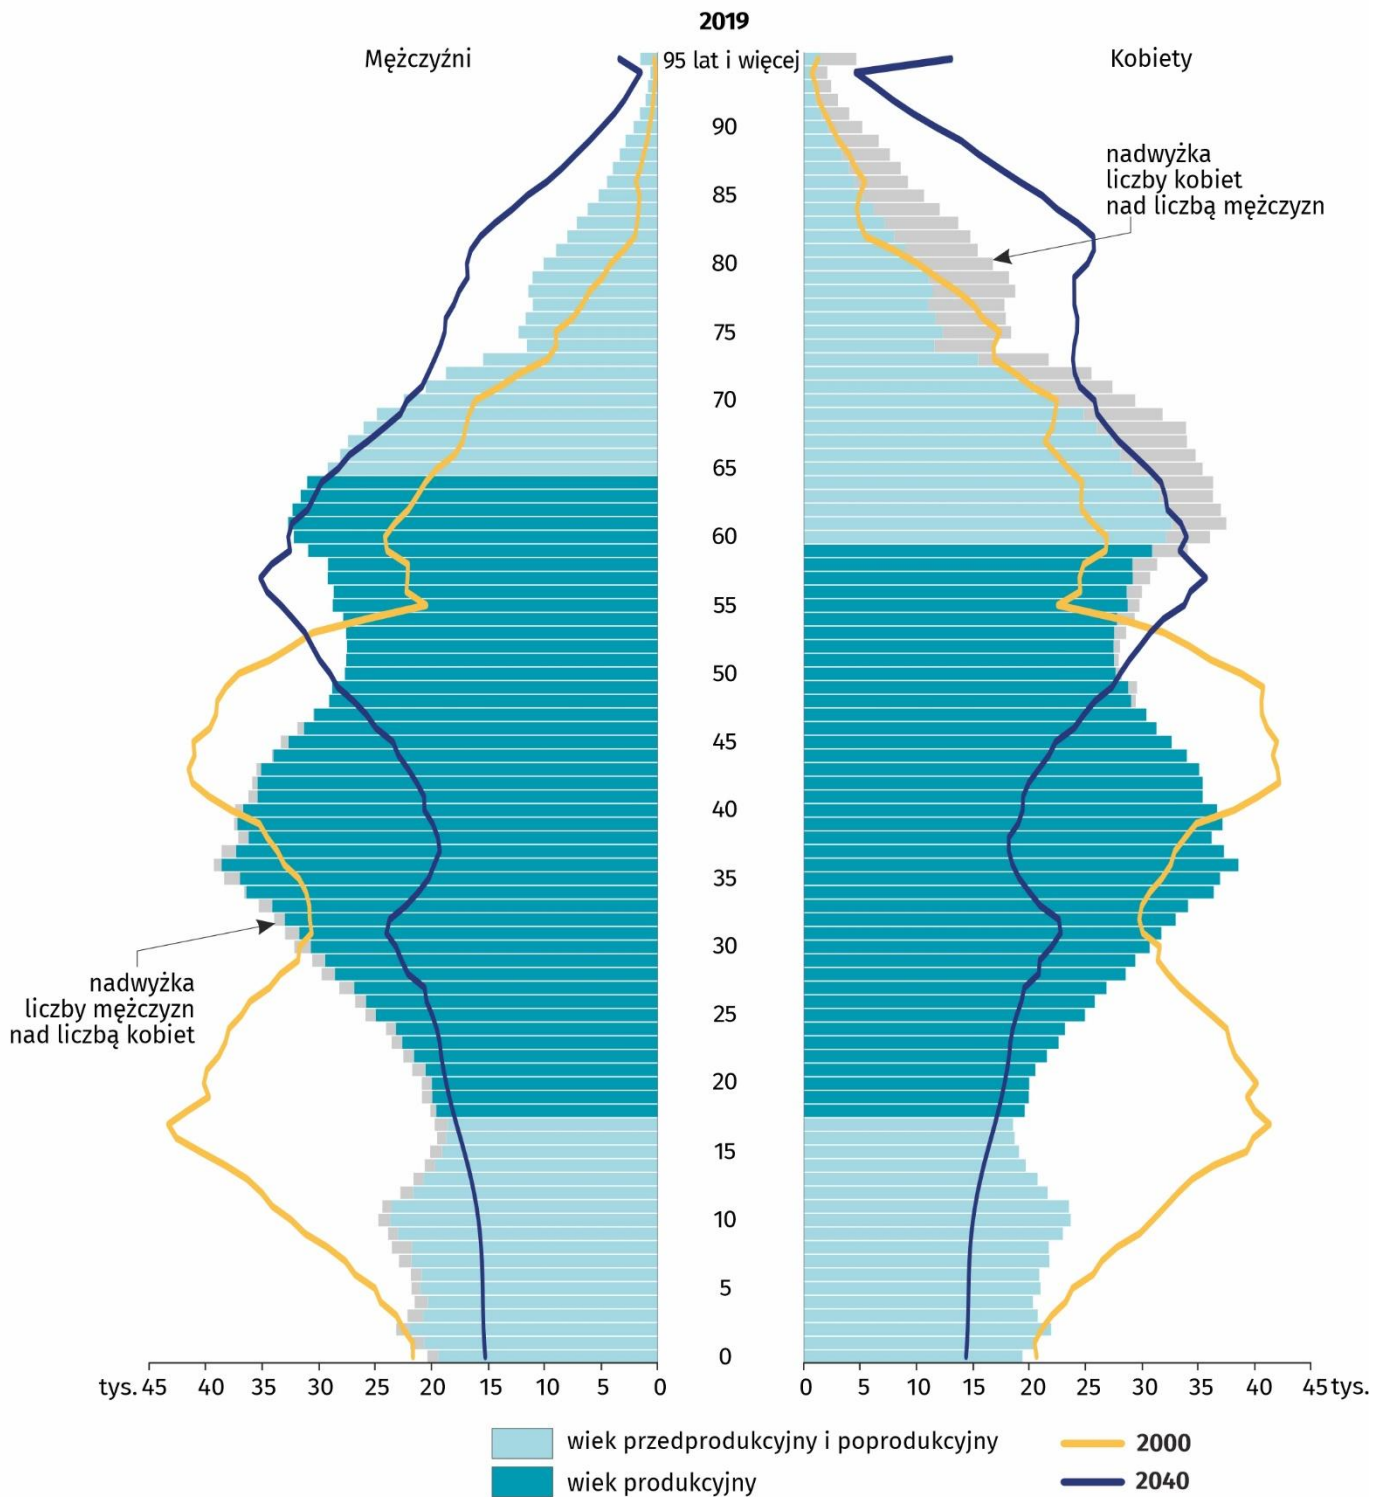 2019
Mężczyźni
95 lat i więcej
Kobiety
90
nadwyżka
liczby kobiet
nad liczbą mężczyzn
85
80
75
70
65
60
55
50
45
40
35
30
nadwyżka
liczby mężczyzn
nad liczbą kobiet
25
20
15
10
5
0
tys. 45 40 35 30 25 20 15 10 5 0
0 5 10 15 20 25 30 35 40 45 tys.
wiek przedprodukcyjny i poprodukcyjny
2000
wiek produkcyjny
2040